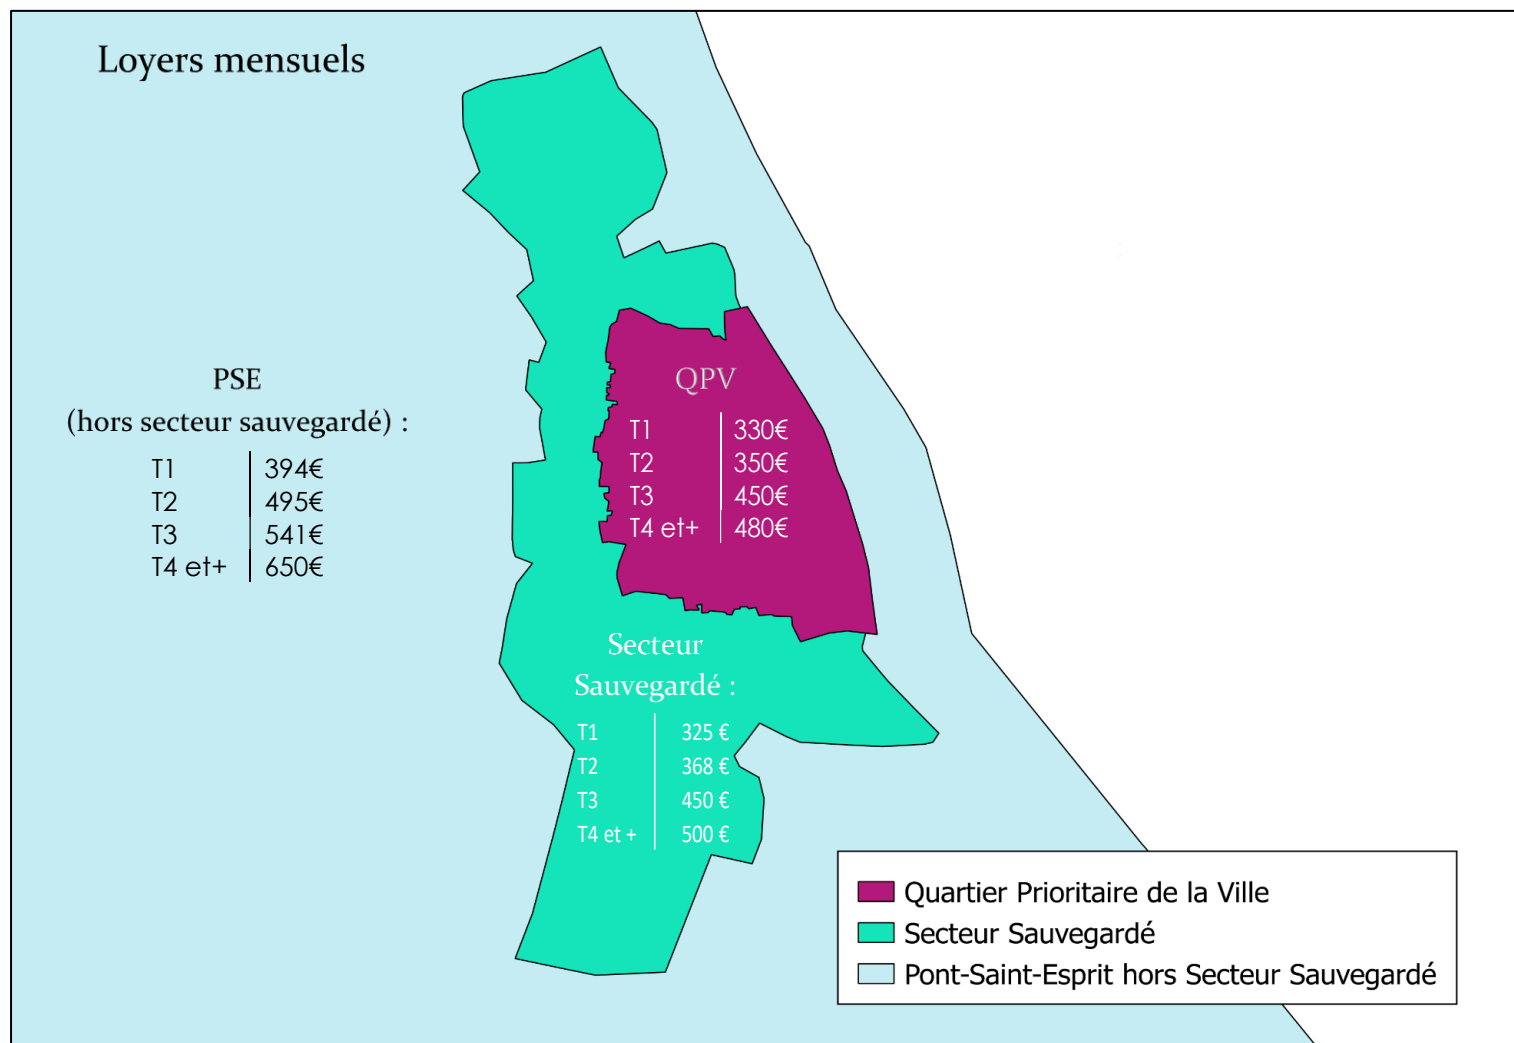 Loyers mensuels
PSE
(hors secteur sauvegardé) :
T1 394€
T2 495€
T3 541€
T4 et+ 650€
QPV
T1 330€
T2 350€
T3 450€
T4 et+ 480€
Secteur
Sauvegardé :
T1 325 €
T2 368 €
T3 450 €
T4 et + 500 €
Quartier Prioritaire de la Ville
Secteur Sauvegardé
Pont-Saint-Esprit hors Secteur Sauvegardé